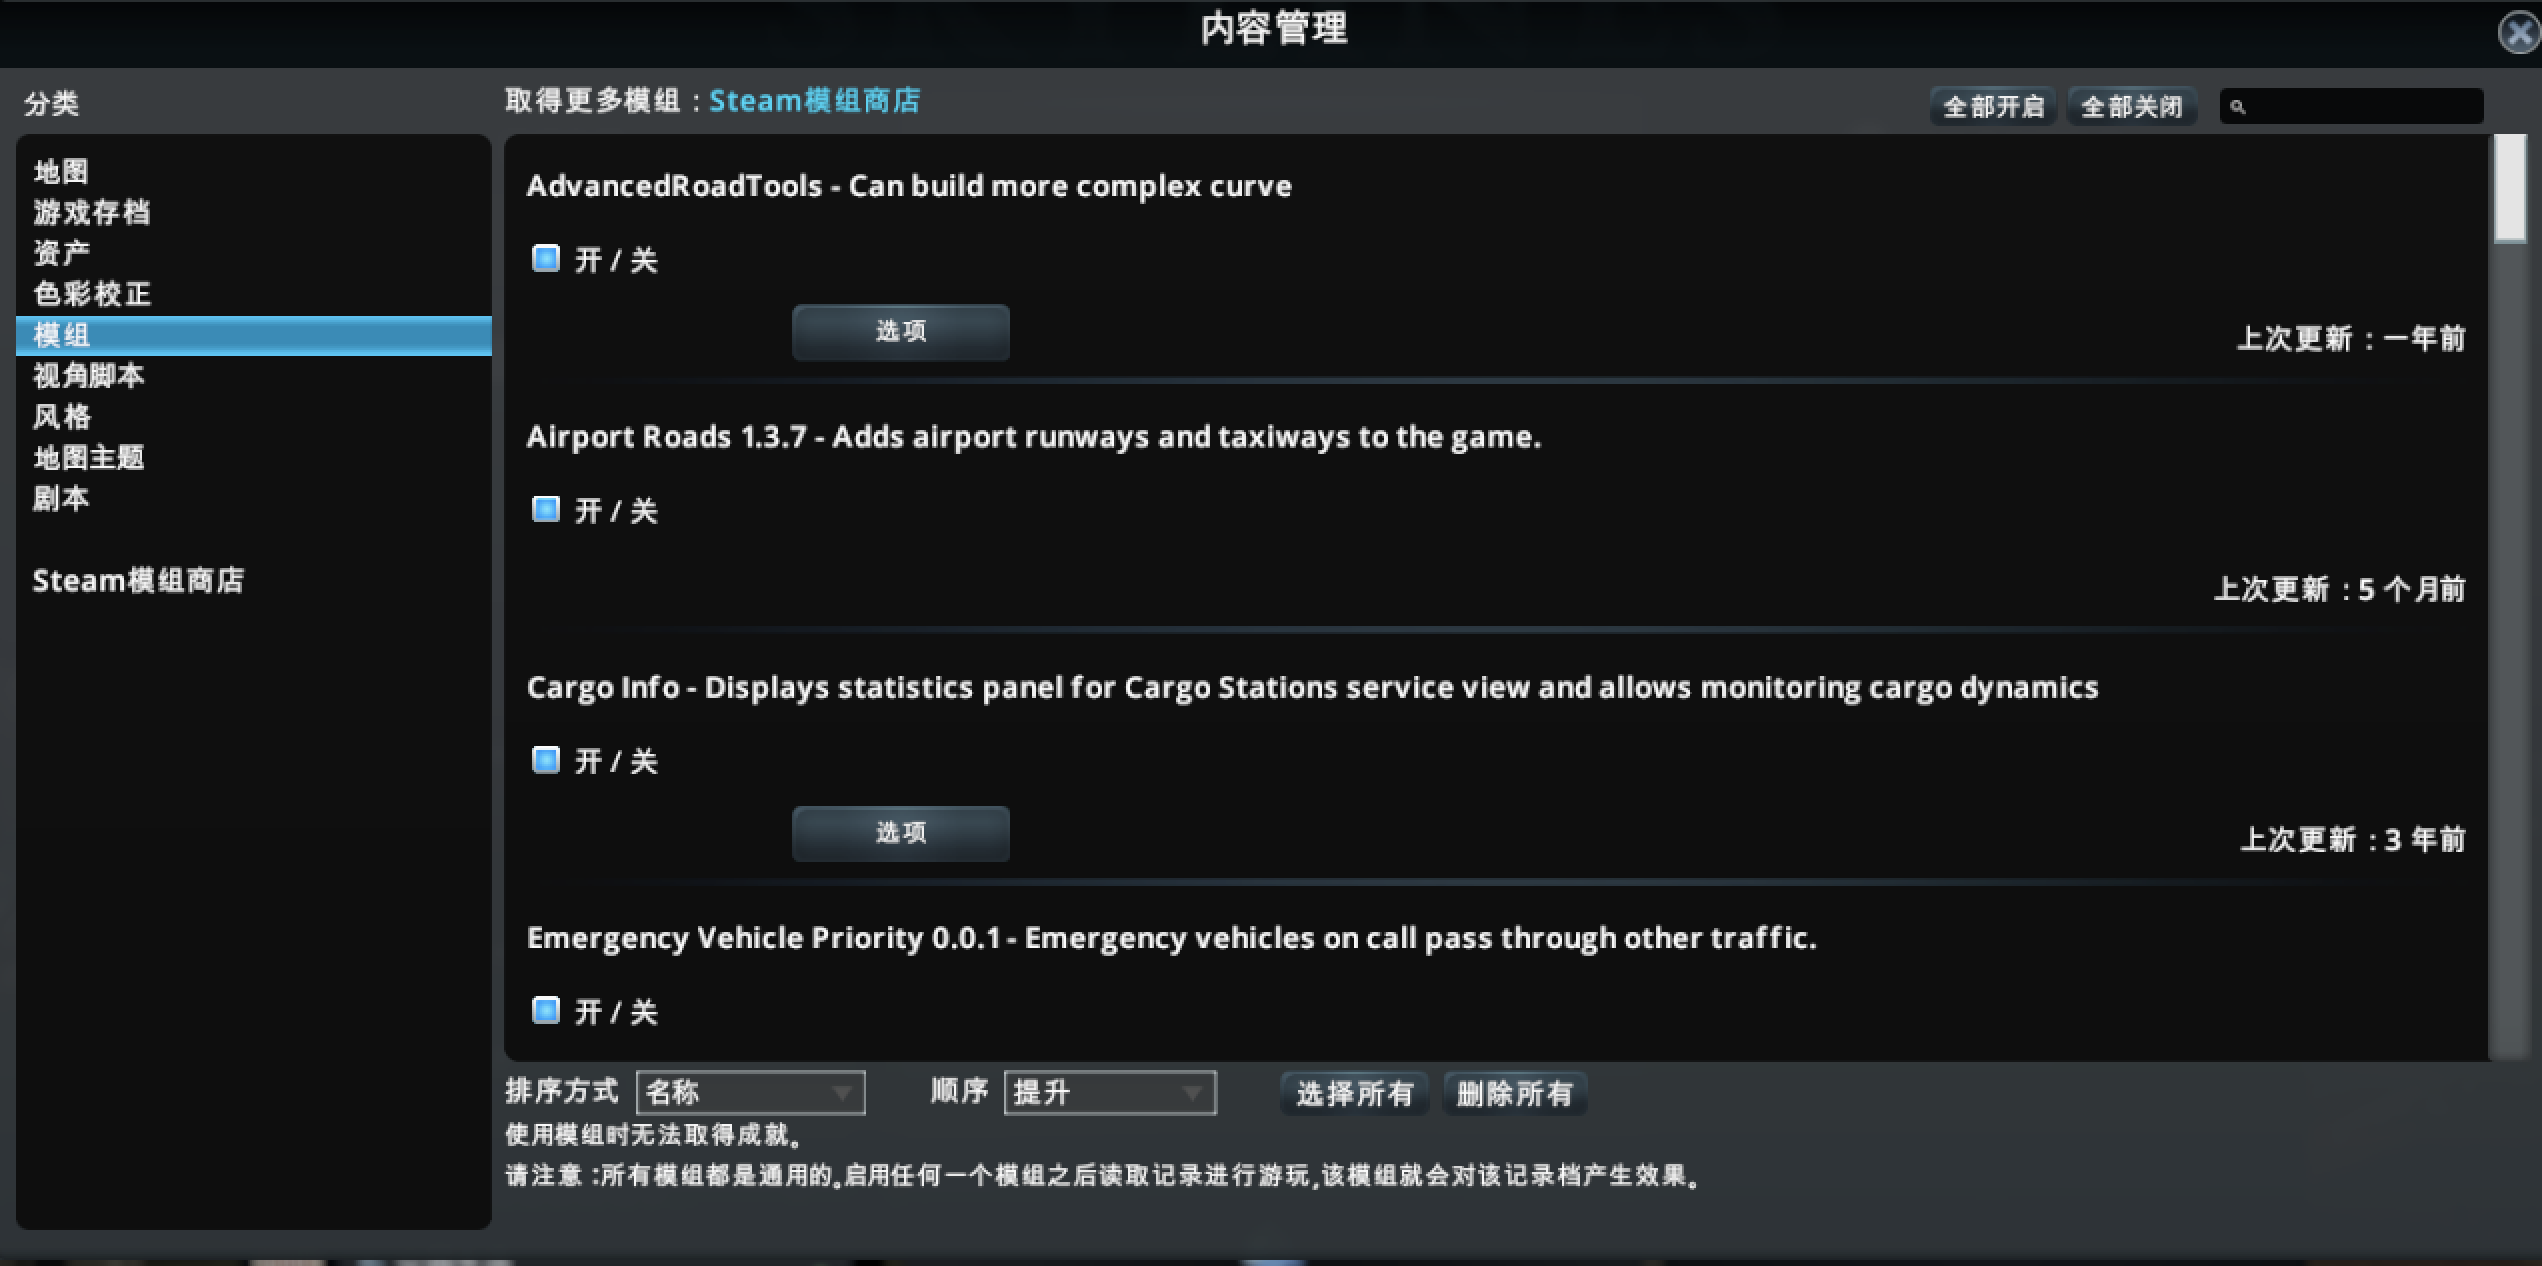 内容管理
分类
取得更多模组：Steam模组商店
全部开启
全部关闭
地图
游戏存档
资产
色彩校正
模组
视角脚本
风格
地图主题
剧本
Steam模组商店
AdvancedRoadTools - Can build more complex curve
开 / 关
选项
上次更新：一年前
Airport Roads 1.3.7 - Adds airport runways and taxiways to the game.
开 / 关
上次更新：5 个月前
Cargo Info - Displays statistics panel for Cargo Stations service view and allows monitoring cargo dynamics
开 / 关
选项
上次更新：3 年前
Emergency Vehicle Priority 0.0.1 - Emergency vehicles on call pass through other traffic.
开 / 关
排序方式 名称 顺序 提升 选择所有 删除所有
使用模组时无法取得成就。
请注意：所有模组都是通用的。启用任何一个模组之后读取记录进行游玩，该模组就会对该记录档产生效果。